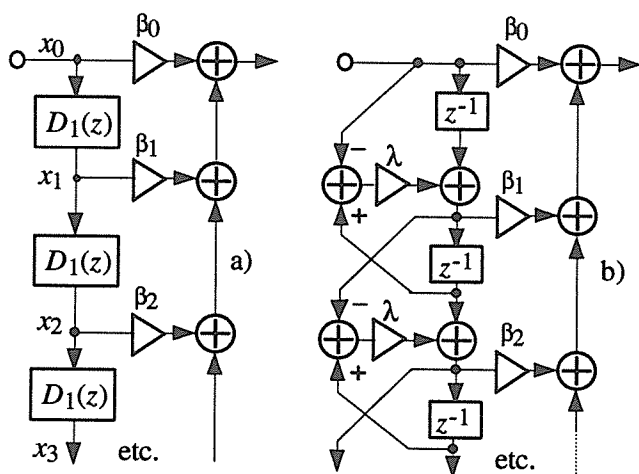 x0 β0
D1(z)
x1 β1
D1(z)
a)
x2 β2
D1(z)
x3 etc.
β0
z-1
− λ
+ β1
z-1
b)
− λ
+ β2
z-1
etc.